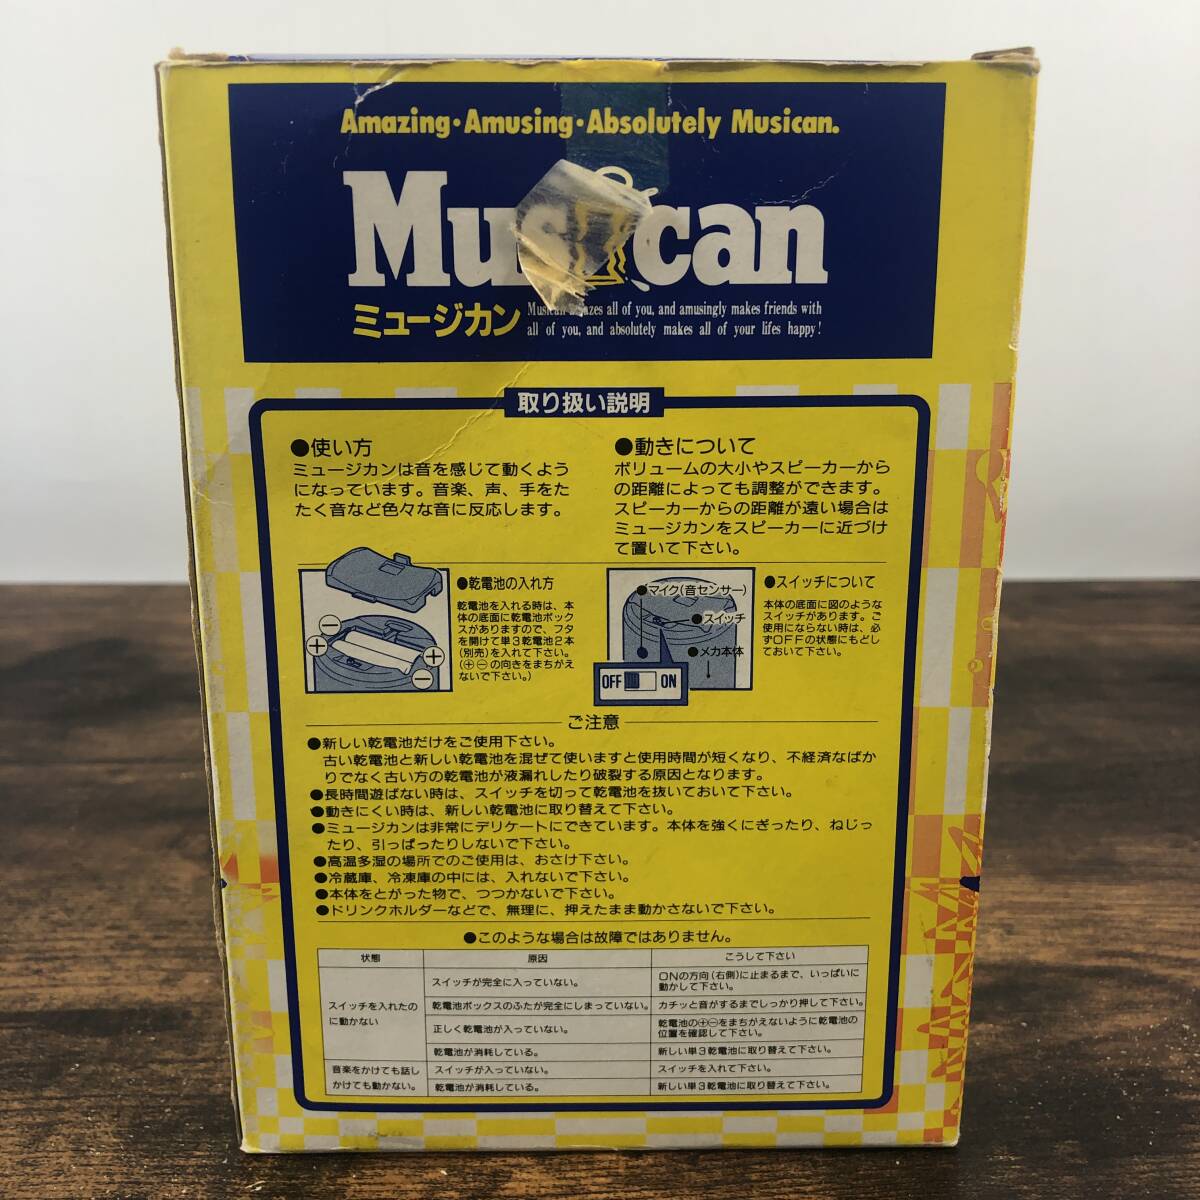 Amazing・Amusing・Absolutely Musican.
Musican
ミュージカン
all of you, and amusingly makes friends with
all of you, and absolutely makes all of your lifes happy!
取り扱い説明
●使い方
ミュージカンは音を感じて動くよう
になっています。音楽、声、手をた
たく音など色々な音に反応します。
●動きについて
ボリュームの大小やスピーカーから
の距離によっても調整ができます。
スピーカーからの距離が遠い場合は
ミュージカンをスピーカーに近づけ
て置いて下さい。
●乾電池の入れ方
乾電池を入れる時は、本
体の底面に乾電池ボック
スがありますので、フタ
を開けて単3乾電池2本
(別売)を入れて下さい。
(⊕⊖の向きをまちがえ
ないで下さい。)
⊖
⊕
⊕
⊖
●マイク(音センサー)
●スイッチ
●メカ本体
OFF ON
●スイッチについて
本体の底面に図のような
スイッチがあります。ご
使用にならない時は、必
ずOFFの状態にもどし
ておいて下さい。
ご注意
●新しい乾電池だけをご使用下さい。
古い乾電池と新しい乾電池を混ぜて使いますと使用時間が短くなり、不経済なばか
りでなく古い方の乾電池が液漏れしたり破裂する原因となります。
●長時間遊ばない時は、スイッチを切って乾電池を抜いておいて下さい。
●動きにくい時は、新しい乾電池に取り替えて下さい。
●ミュージカンは非常にデリケートにできています。本体を強くにぎったり、ねじっ
たり、引っぱったりしないで下さい。
●高温多湿の場所でのご使用は、おさけ下さい。
●冷蔵庫、冷凍庫の中には、入れないで下さい。
●本体をとがった物で、つつかないで下さい。
●ドリンクホルダーなどで、無理に、押えたまま動かさないで下さい。
●このような場合は故障ではありません。
状態 原因 こうして下さい
スイッチを入れたの
に動かない
スイッチが完全に入っていない。
ONの方向(右側)に止まるまで、いっぱいに
動かして下さい。
乾電池ボックスのふたが完全にしまっていない。 カチッと音がするまでしっかり押して下さい。
正しく乾電池が入っていない。
乾電池の⊕⊖をまちがえないように乾電池の
位置を確認して下さい。
乾電池が消耗している。 新しい単3乾電池に取り替て下さい。
音楽をかけても話し
かけても動かない。
スイッチが入っていない。 スイッチを入れて下さい。
乾電池が消耗している。 新しい単3乾電池に取り替て下さい。